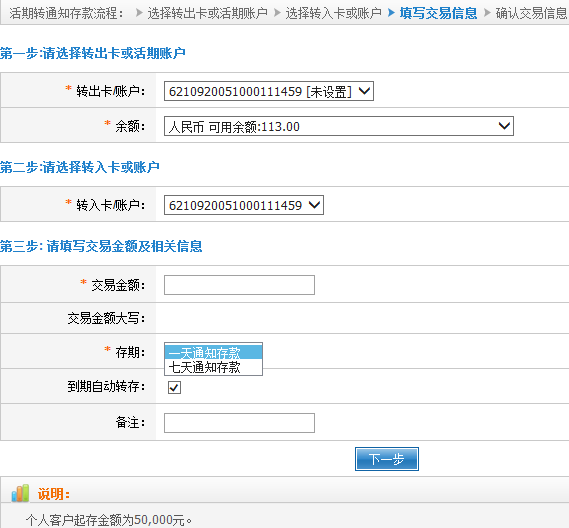 活期转通知存款流程： 选择转出卡或活期账户 选择转入卡或账户 填写交易信息 确认交易信息
第一步:请选择转出卡或活期账户
* 转出卡/账户： 6210920051000111459 [未设置]
* 余额： 人民币 可用余额:113.00
第二步:请选择转入卡或账户
* 转入卡/账户： 6210920051000111459
第三步: 请填写交易金额及相关信息
* 交易金额：
交易金额大写：
* 存期： 一天通知存款
七天通知存款
到期自动转存：
备注：
下一步
说明：
个人客户起存金额为50,000元。